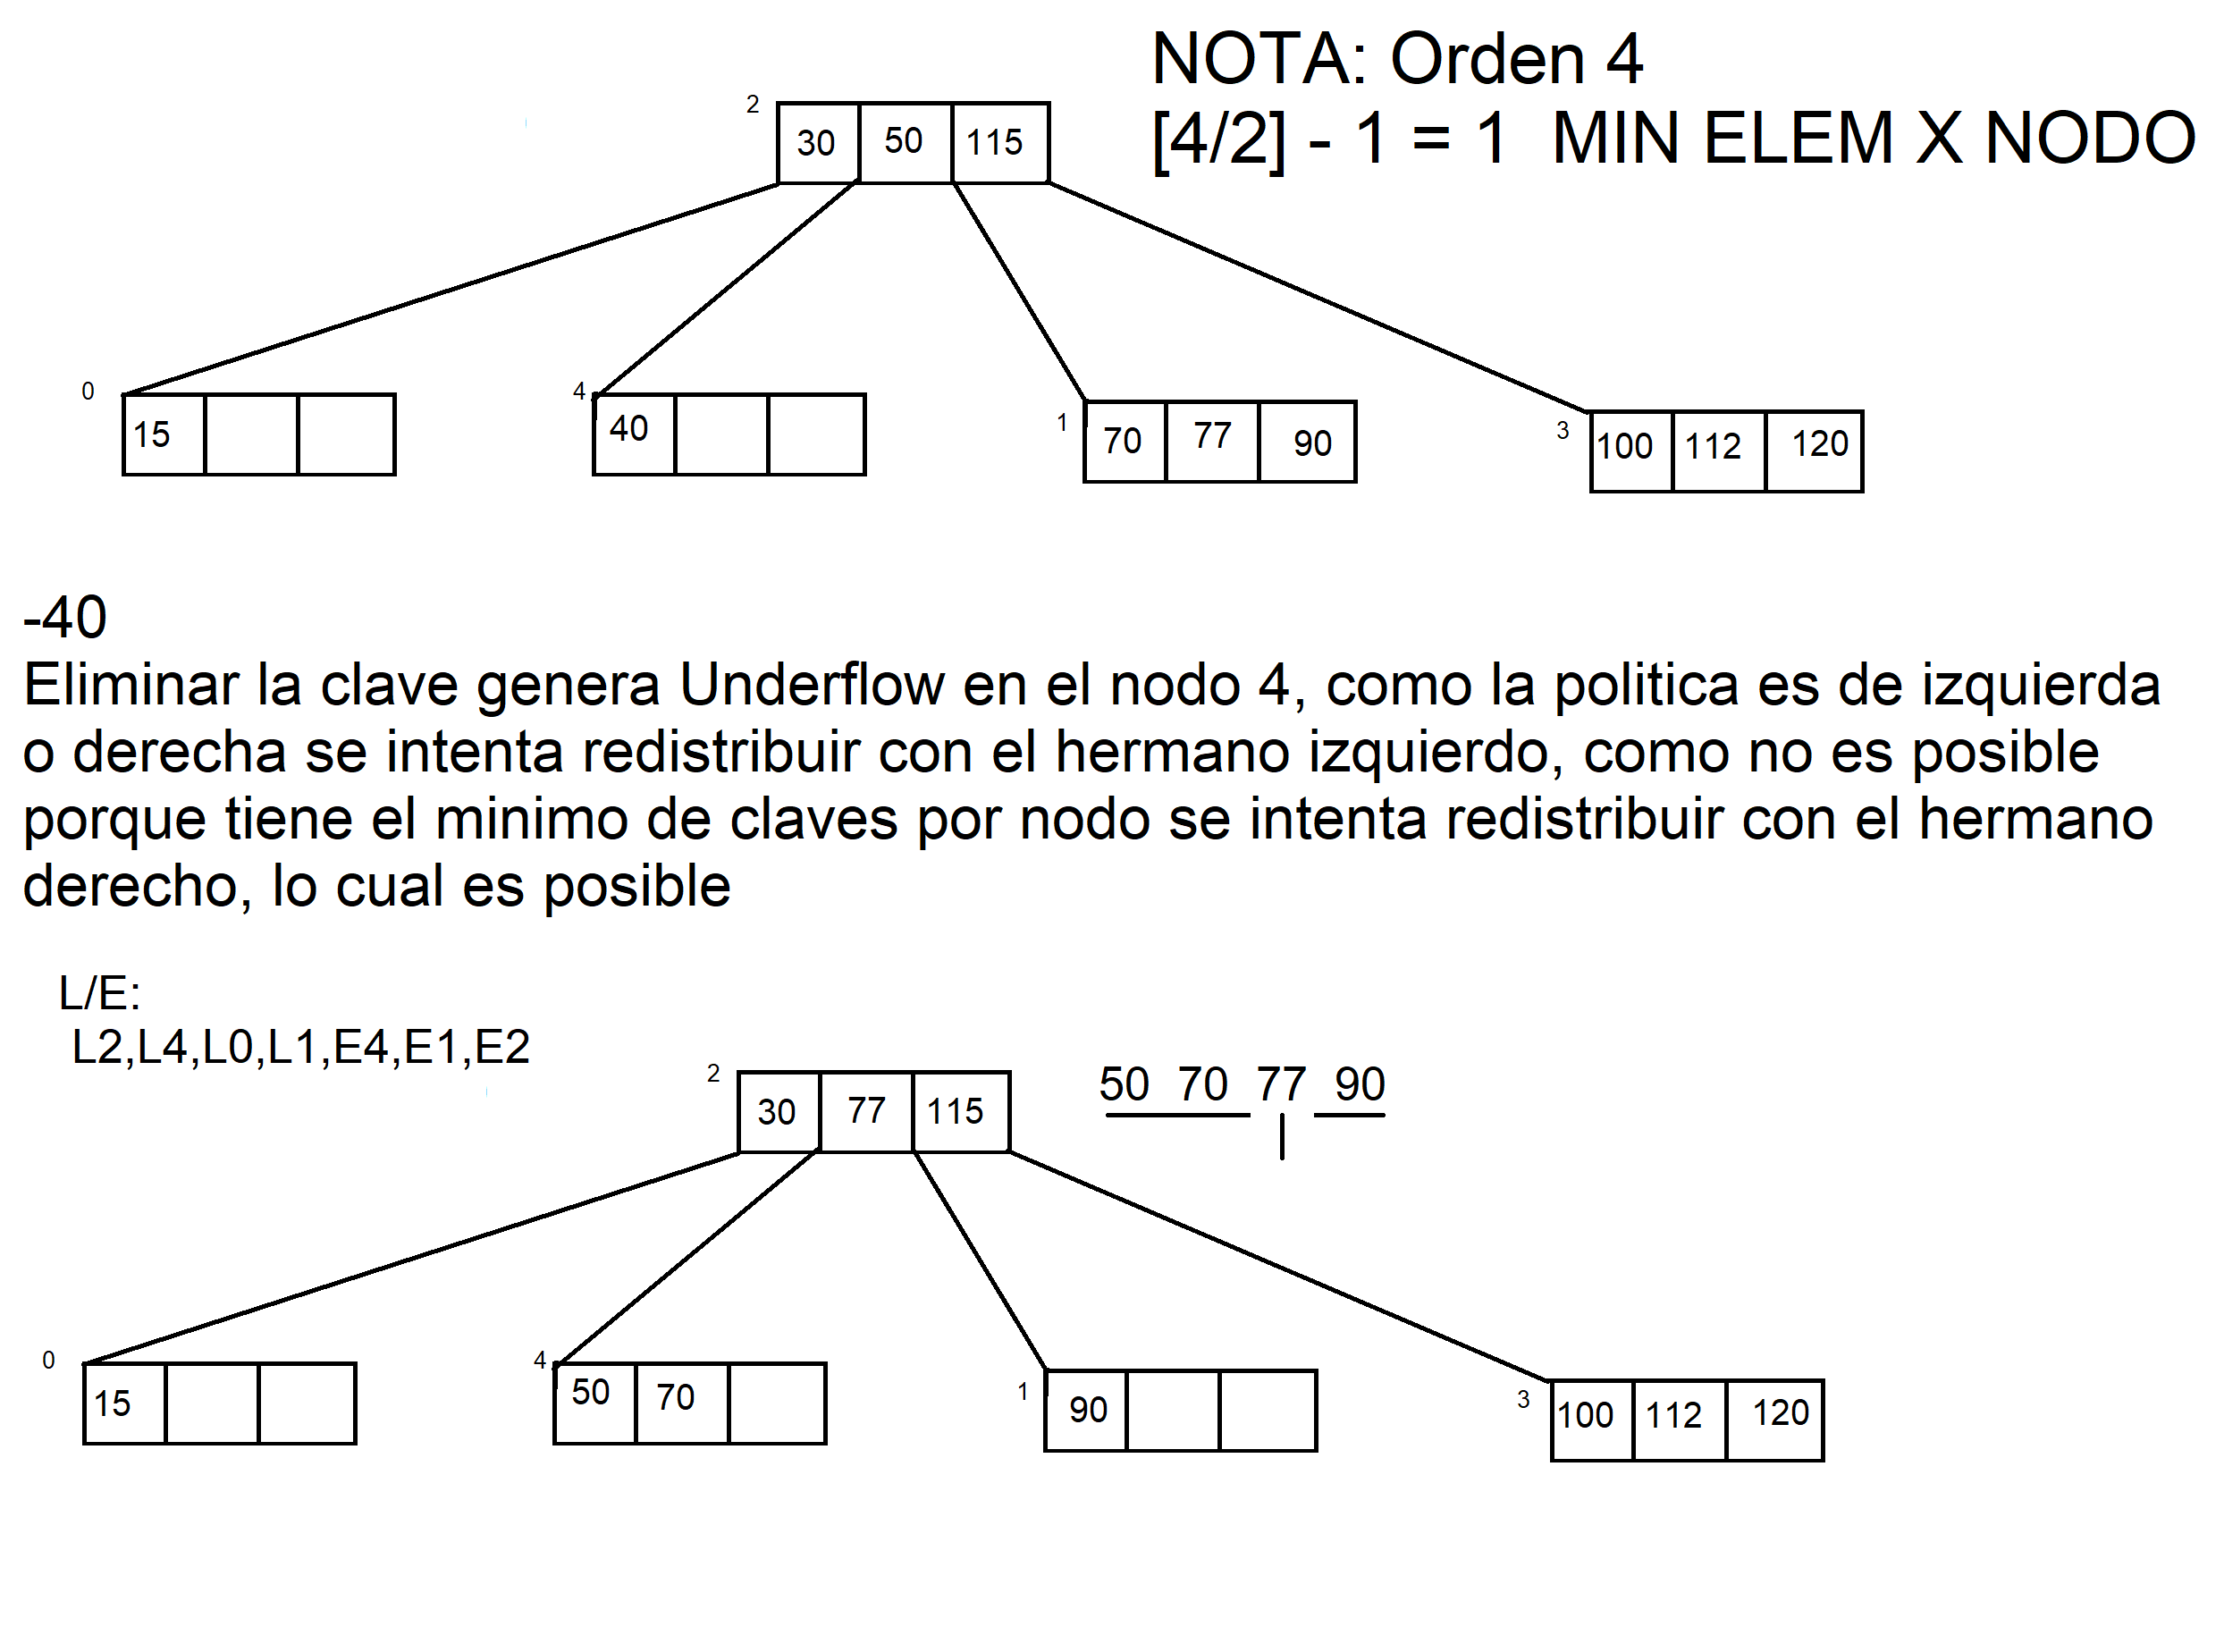 NOTA: Orden 4
[4/2] - 1 = 1 MIN ELEM X NODO
2
30 50 115
0
15
4
40
1
70 77 90
3
100 112 120
-40
Eliminar la clave genera Underflow en el nodo 4, como la politica es de izquierda
o derecha se intenta redistribuir con el hermano izquierdo, como no es posible
porque tiene el minimo de claves por nodo se intenta redistribuir con el hermano
derecho, lo cual es posible
L/E:
L2,L4,L0,L1,E4,E1,E2
2
30 77 115
50 70 77 90
0
15
4
50 70
1
90
3
100 112 120